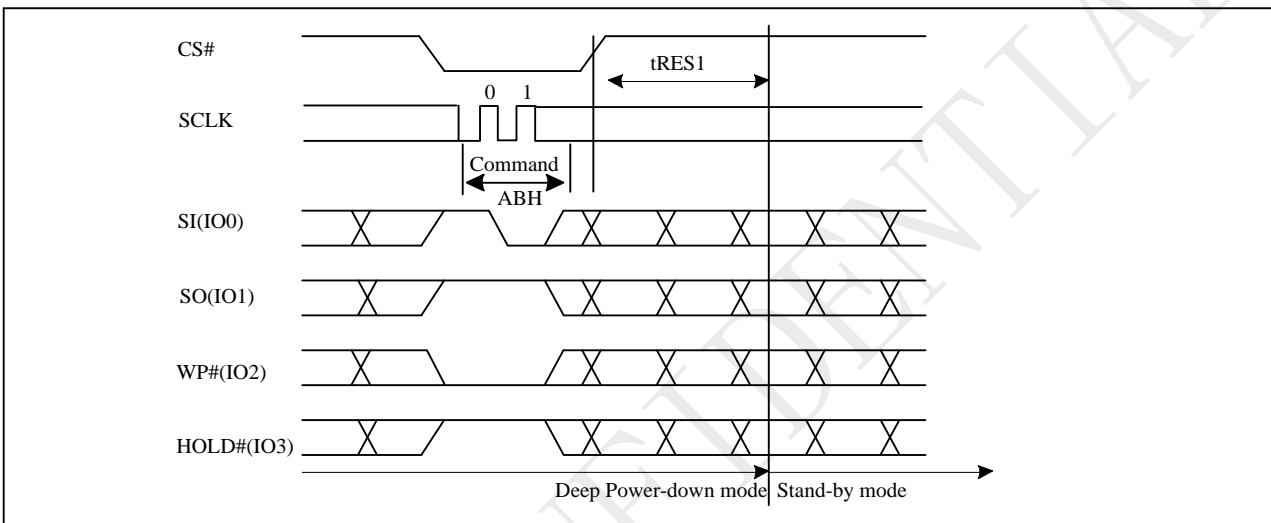 CS#
tRES1
0 1
SCLK
Command
ABH
SI(IO0)
SO(IO1)
WP#(IO2)
HOLD#(IO3)
Deep Power-down mode Stand-by mode
FIDENTIA